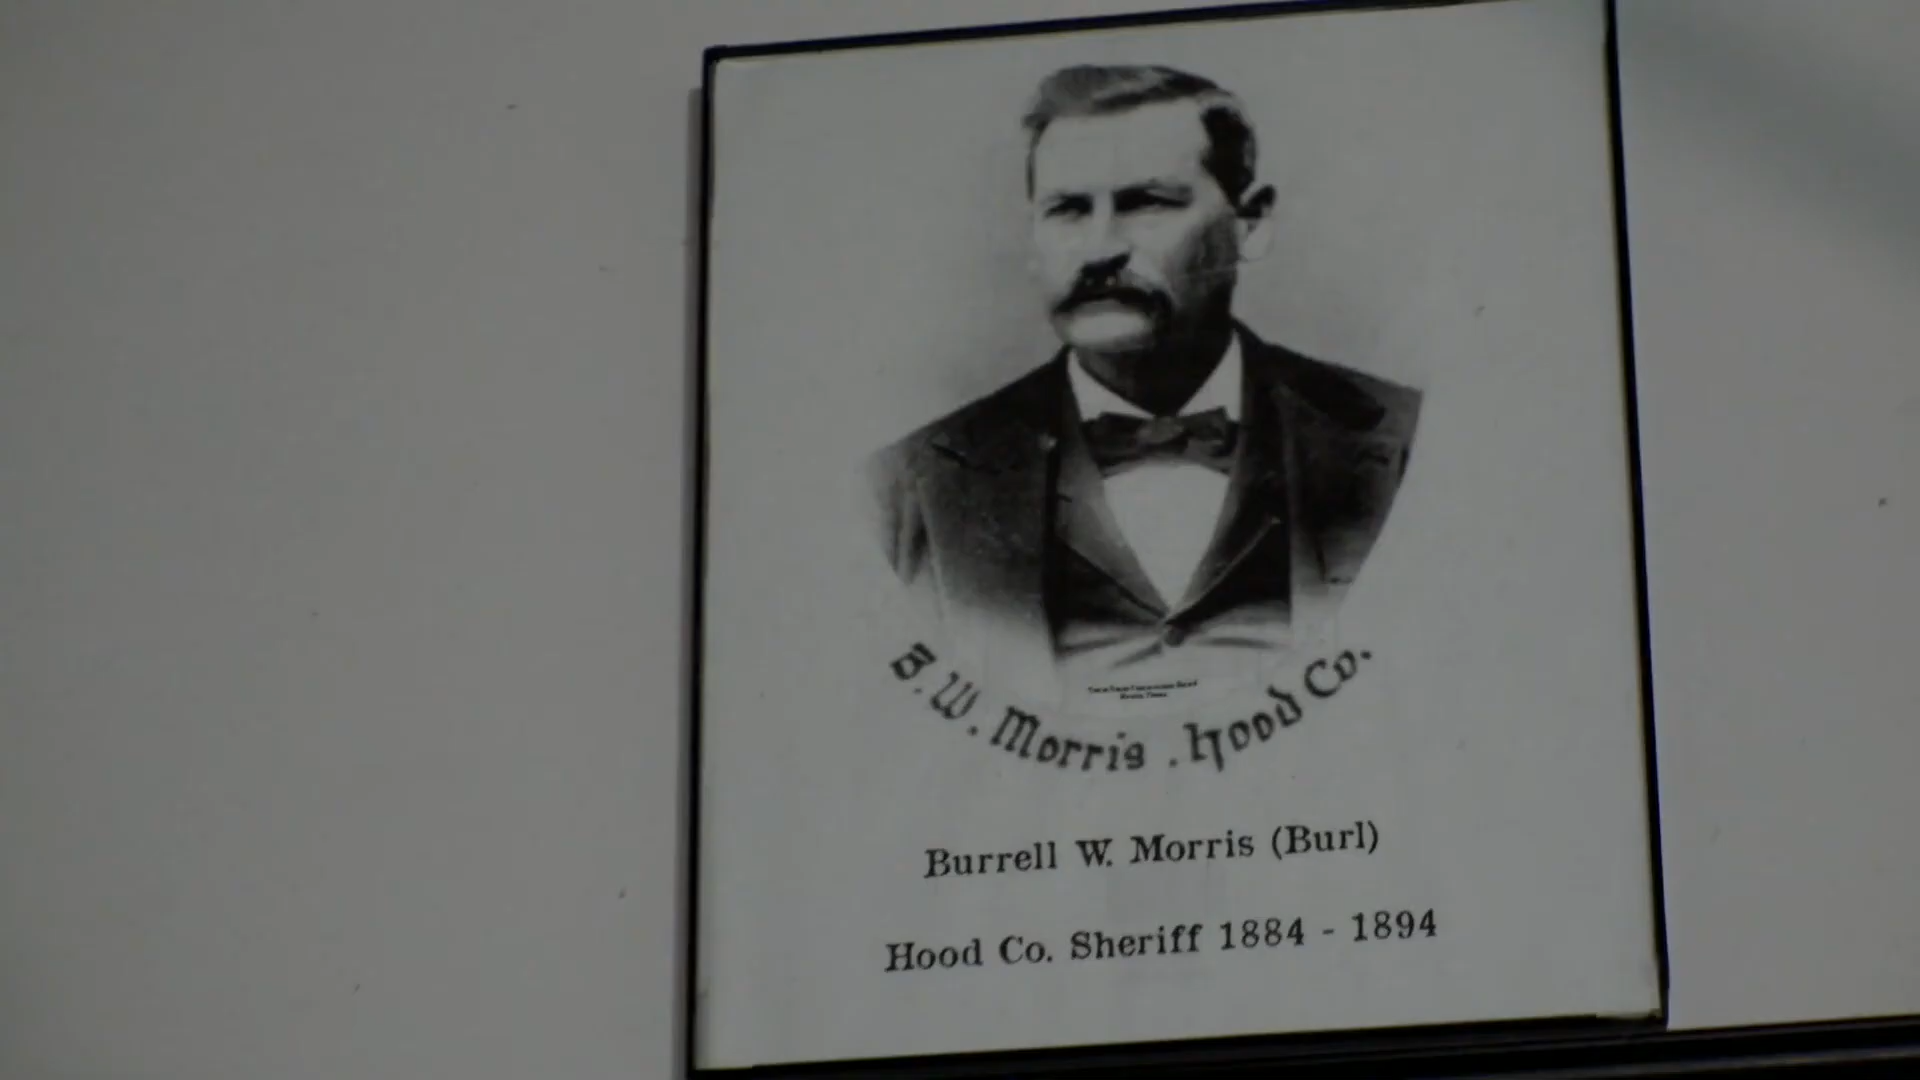 B. W. Morris . Hood Co.
Burrell W. Morris (Burl)
Hood Co. Sheriff 1884 - 1894